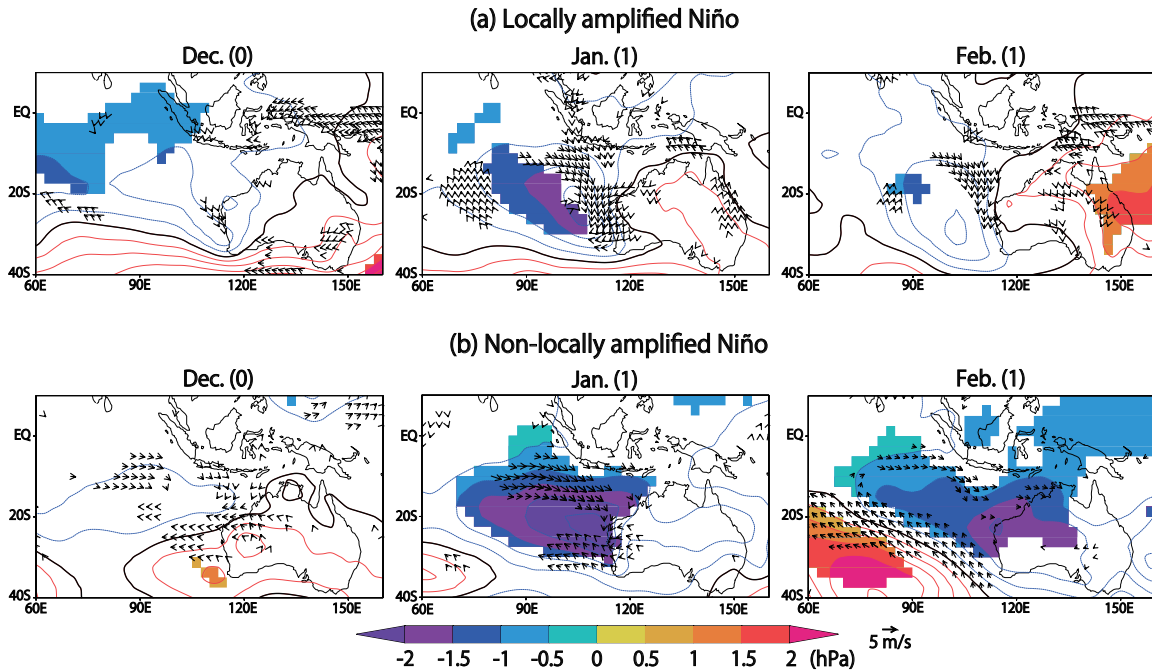 (a) Locally amplified Niño
Dec. (0) Jan. (1) Feb. (1)
EQ EQ EQ
20S 20S 20S
40S 40S 40S
60E 90E 120E 150E 60E 90E 120E 150E 60E 90E 120E 150E
(b) Non-locally amplified Niño
Dec. (0) Jan. (1) Feb. (1)
EQ EQ EQ
20S 20S 20S
40S 40S 40S
60E 90E 120E 150E 60E 90E 120E 150E 60E 90E 120E 150E
-2 -1.5 -1 -0.5 0 0.5 1 1.5 2 (hPa) 5 m/s